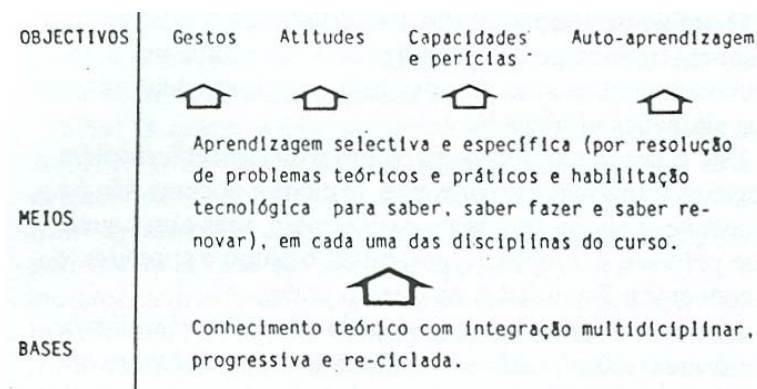 OBJECTIVOS Gestos Atitudes Capacidades Auto-aprendizagem
e perícias
Aprendizagem selectiva e específica (por resolução
de problemas teóricos e práticos e habilitação
tecnológica para saber, saber fazer e saber re-
MEIOS
novar), em cada uma das disciplinas do curso.
Conhecimento teórico com integração multidiciplinar,
BASES
progressiva e re-ciclada.